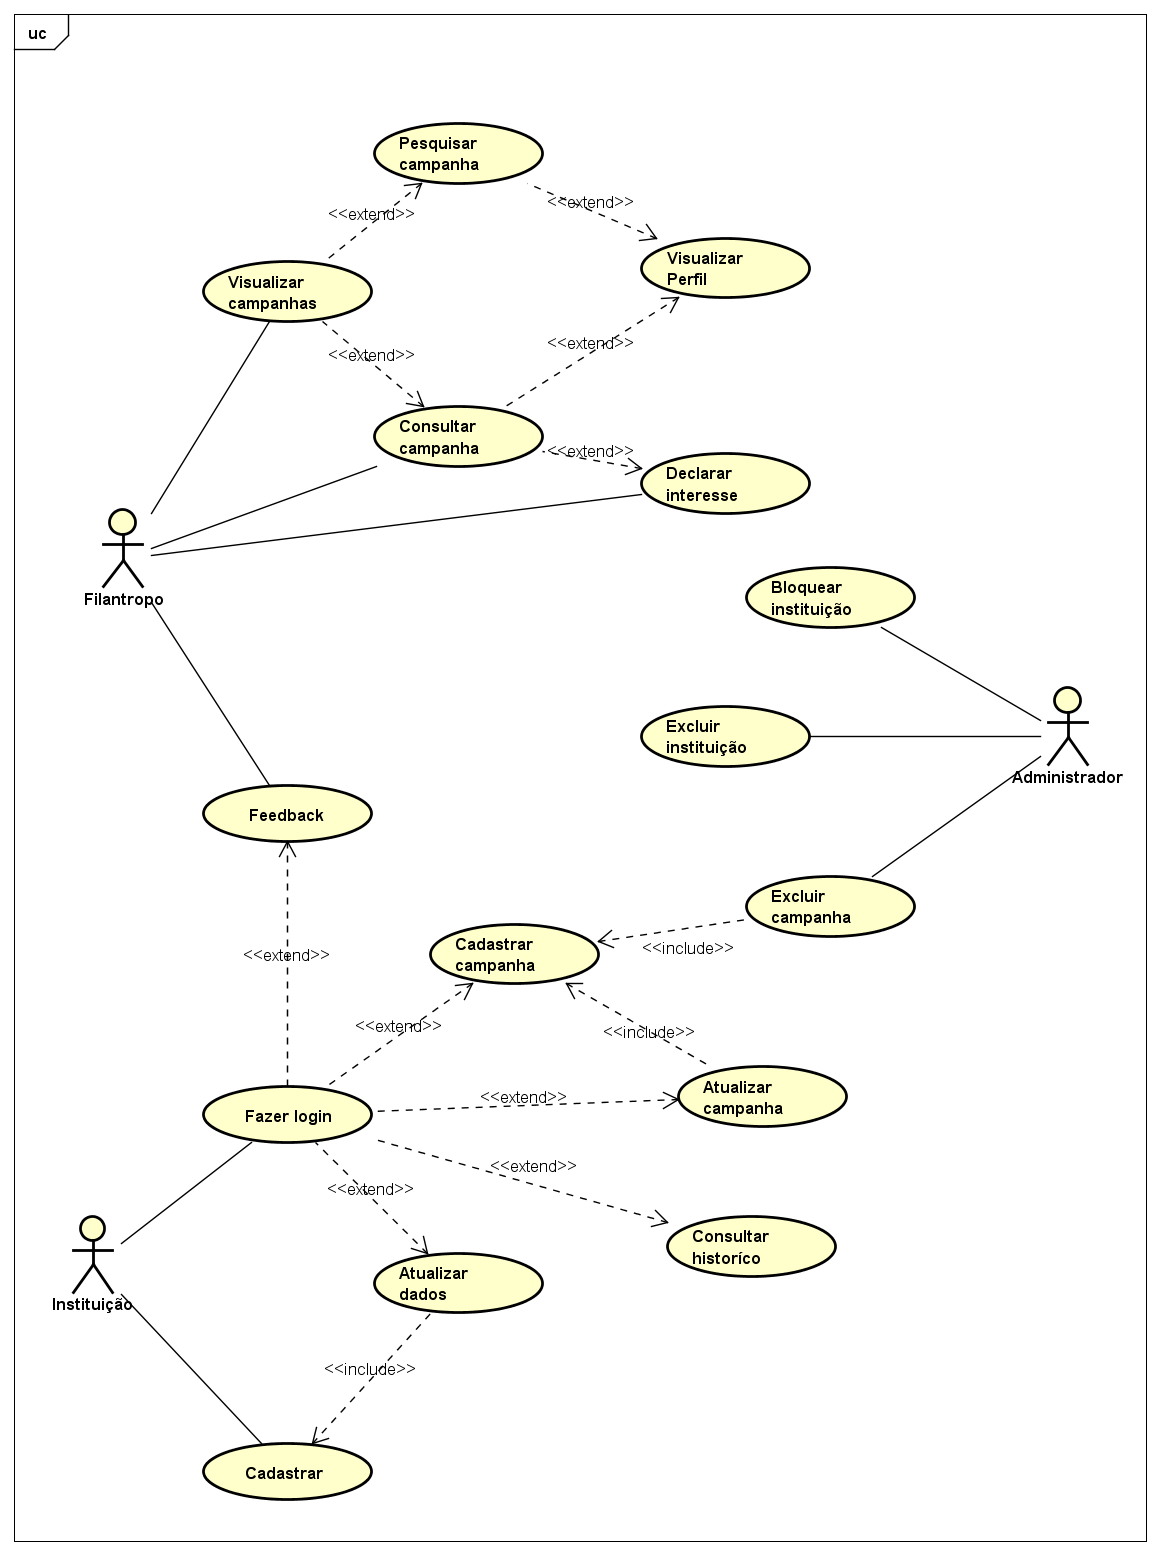 uc
Pesquisar
campanha
<<extend>>
<<extend>>
Visualizar
Perfil
Visualizar
campanhas
<<extend>>
<<extend>>
Consultar
campanha
<<extend>>
Declarar
interesse
Filantropo
Bloquear
instituição
Excluir
instituição
Administrador
Feedback
Excluir
campanha
<<extend>>
Cadastrar
campanha
<<include>>
<<extend>>
<<include>>
Fazer login
<<extend>>
Atualizar
campanha
<<extend>>
<<extend>>
Consultar
historíco
Instituição
Atualizar
dados
<<include>>
Cadastrar